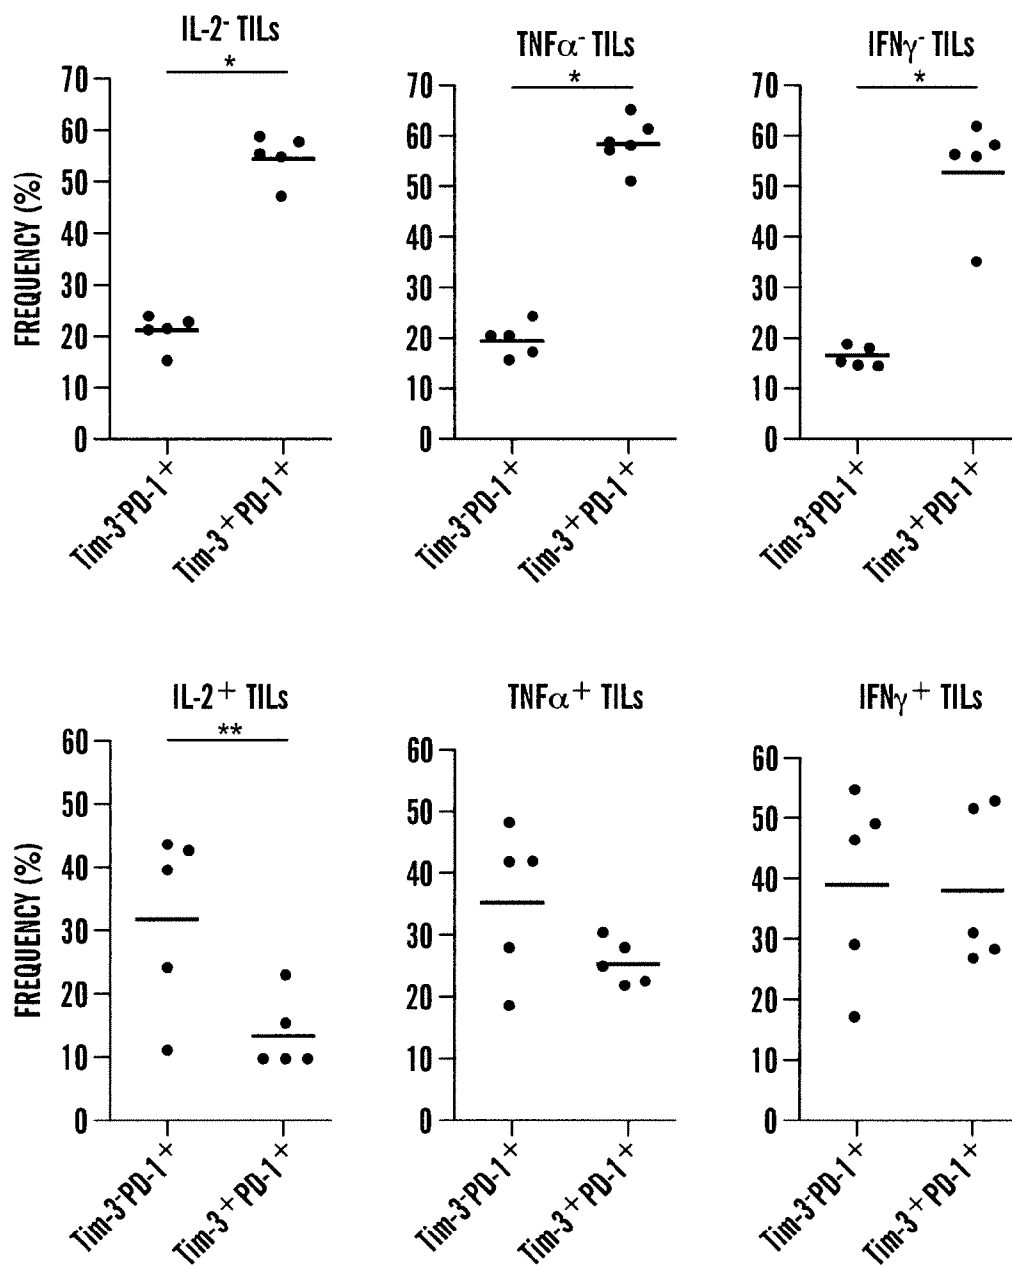 IL-2- TILs
*
FREQUENCY (%)
70
60
50
40
30
20
10
0
Tim-3-PD-1+
Tim-3+PD-1+
TNFα- TILs
*
70
60
50
40
30
20
10
0
Tim-3-PD-1+
Tim-3+PD-1+
IFNγ- TILs
*
70
60
50
40
30
20
10
0
Tim-3-PD-1+
Tim-3+PD-1+
IL-2+ TILs
**
FREQUENCY (%)
60
50
40
30
20
10
0
Tim-3-PD-1+
Tim-3+PD-1+
TNFα+ TILs
60
50
40
30
20
10
0
Tim-3-PD-1+
Tim-3+PD-1+
IFNγ+ TILs
60
50
40
30
20
10
0
Tim-3-PD-1+
Tim-3+PD-1+